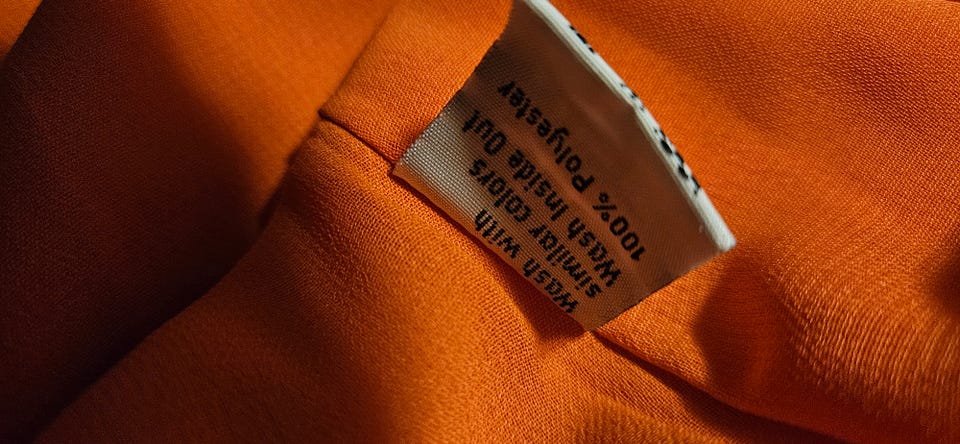 Wash with
similar colors
Wash Inside Out
100% Polyester